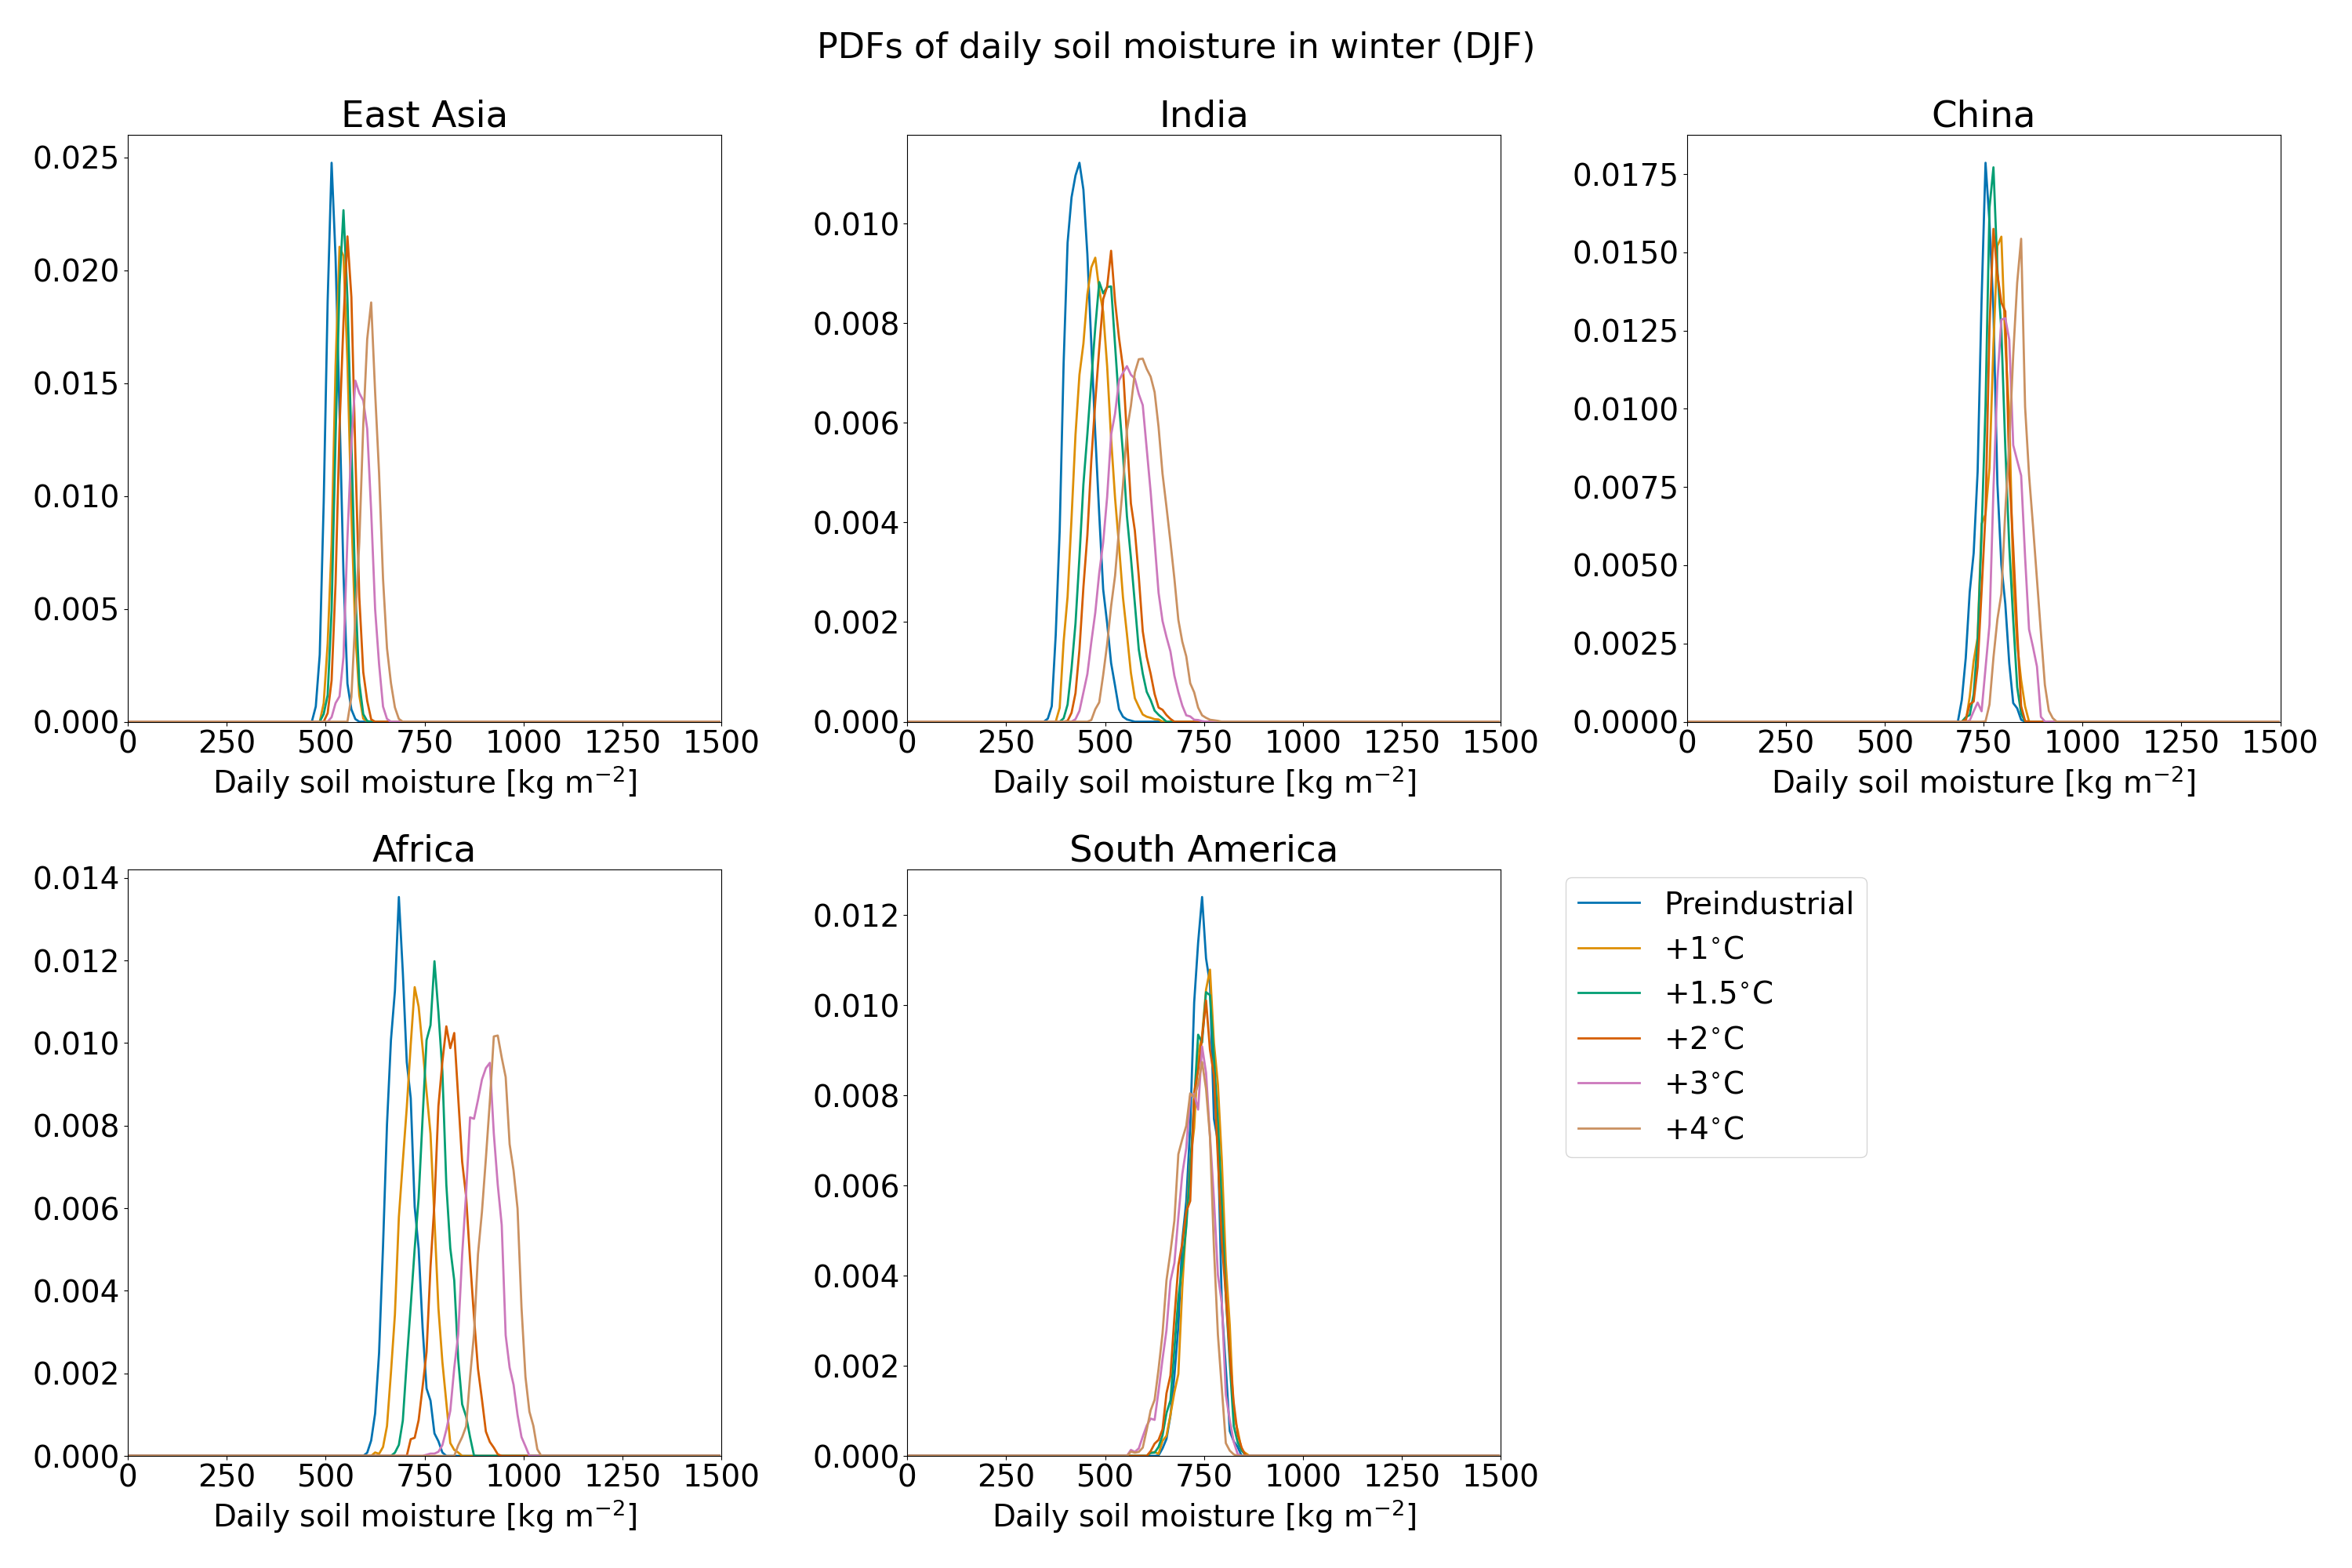 PDFs of daily soil moisture in winter (DJF)
East Asia
0.025
0.020
0.015
0.010
0.005
0.000
0 250 500 750 1000 1250 1500
Daily soil moisture [kg m⁻²]
India
0.010
0.008
0.006
0.004
0.002
0.000
0 250 500 750 1000 1250 1500
Daily soil moisture [kg m⁻²]
China
0.0175
0.0150
0.0125
0.0100
0.0075
0.0050
0.0025
0.0000
0 250 500 750 1000 1250 1500
Daily soil moisture [kg m⁻²]
Africa
0.014
0.012
0.010
0.008
0.006
0.004
0.002
0.000
0 250 500 750 1000 1250 1500
Daily soil moisture [kg m⁻²]
South America
0.012
0.010
0.008
0.006
0.004
0.002
0.000
0 250 500 750 1000 1250 1500
Daily soil moisture [kg m⁻²]
Preindustrial
+1°C
+1.5°C
+2°C
+3°C
+4°C